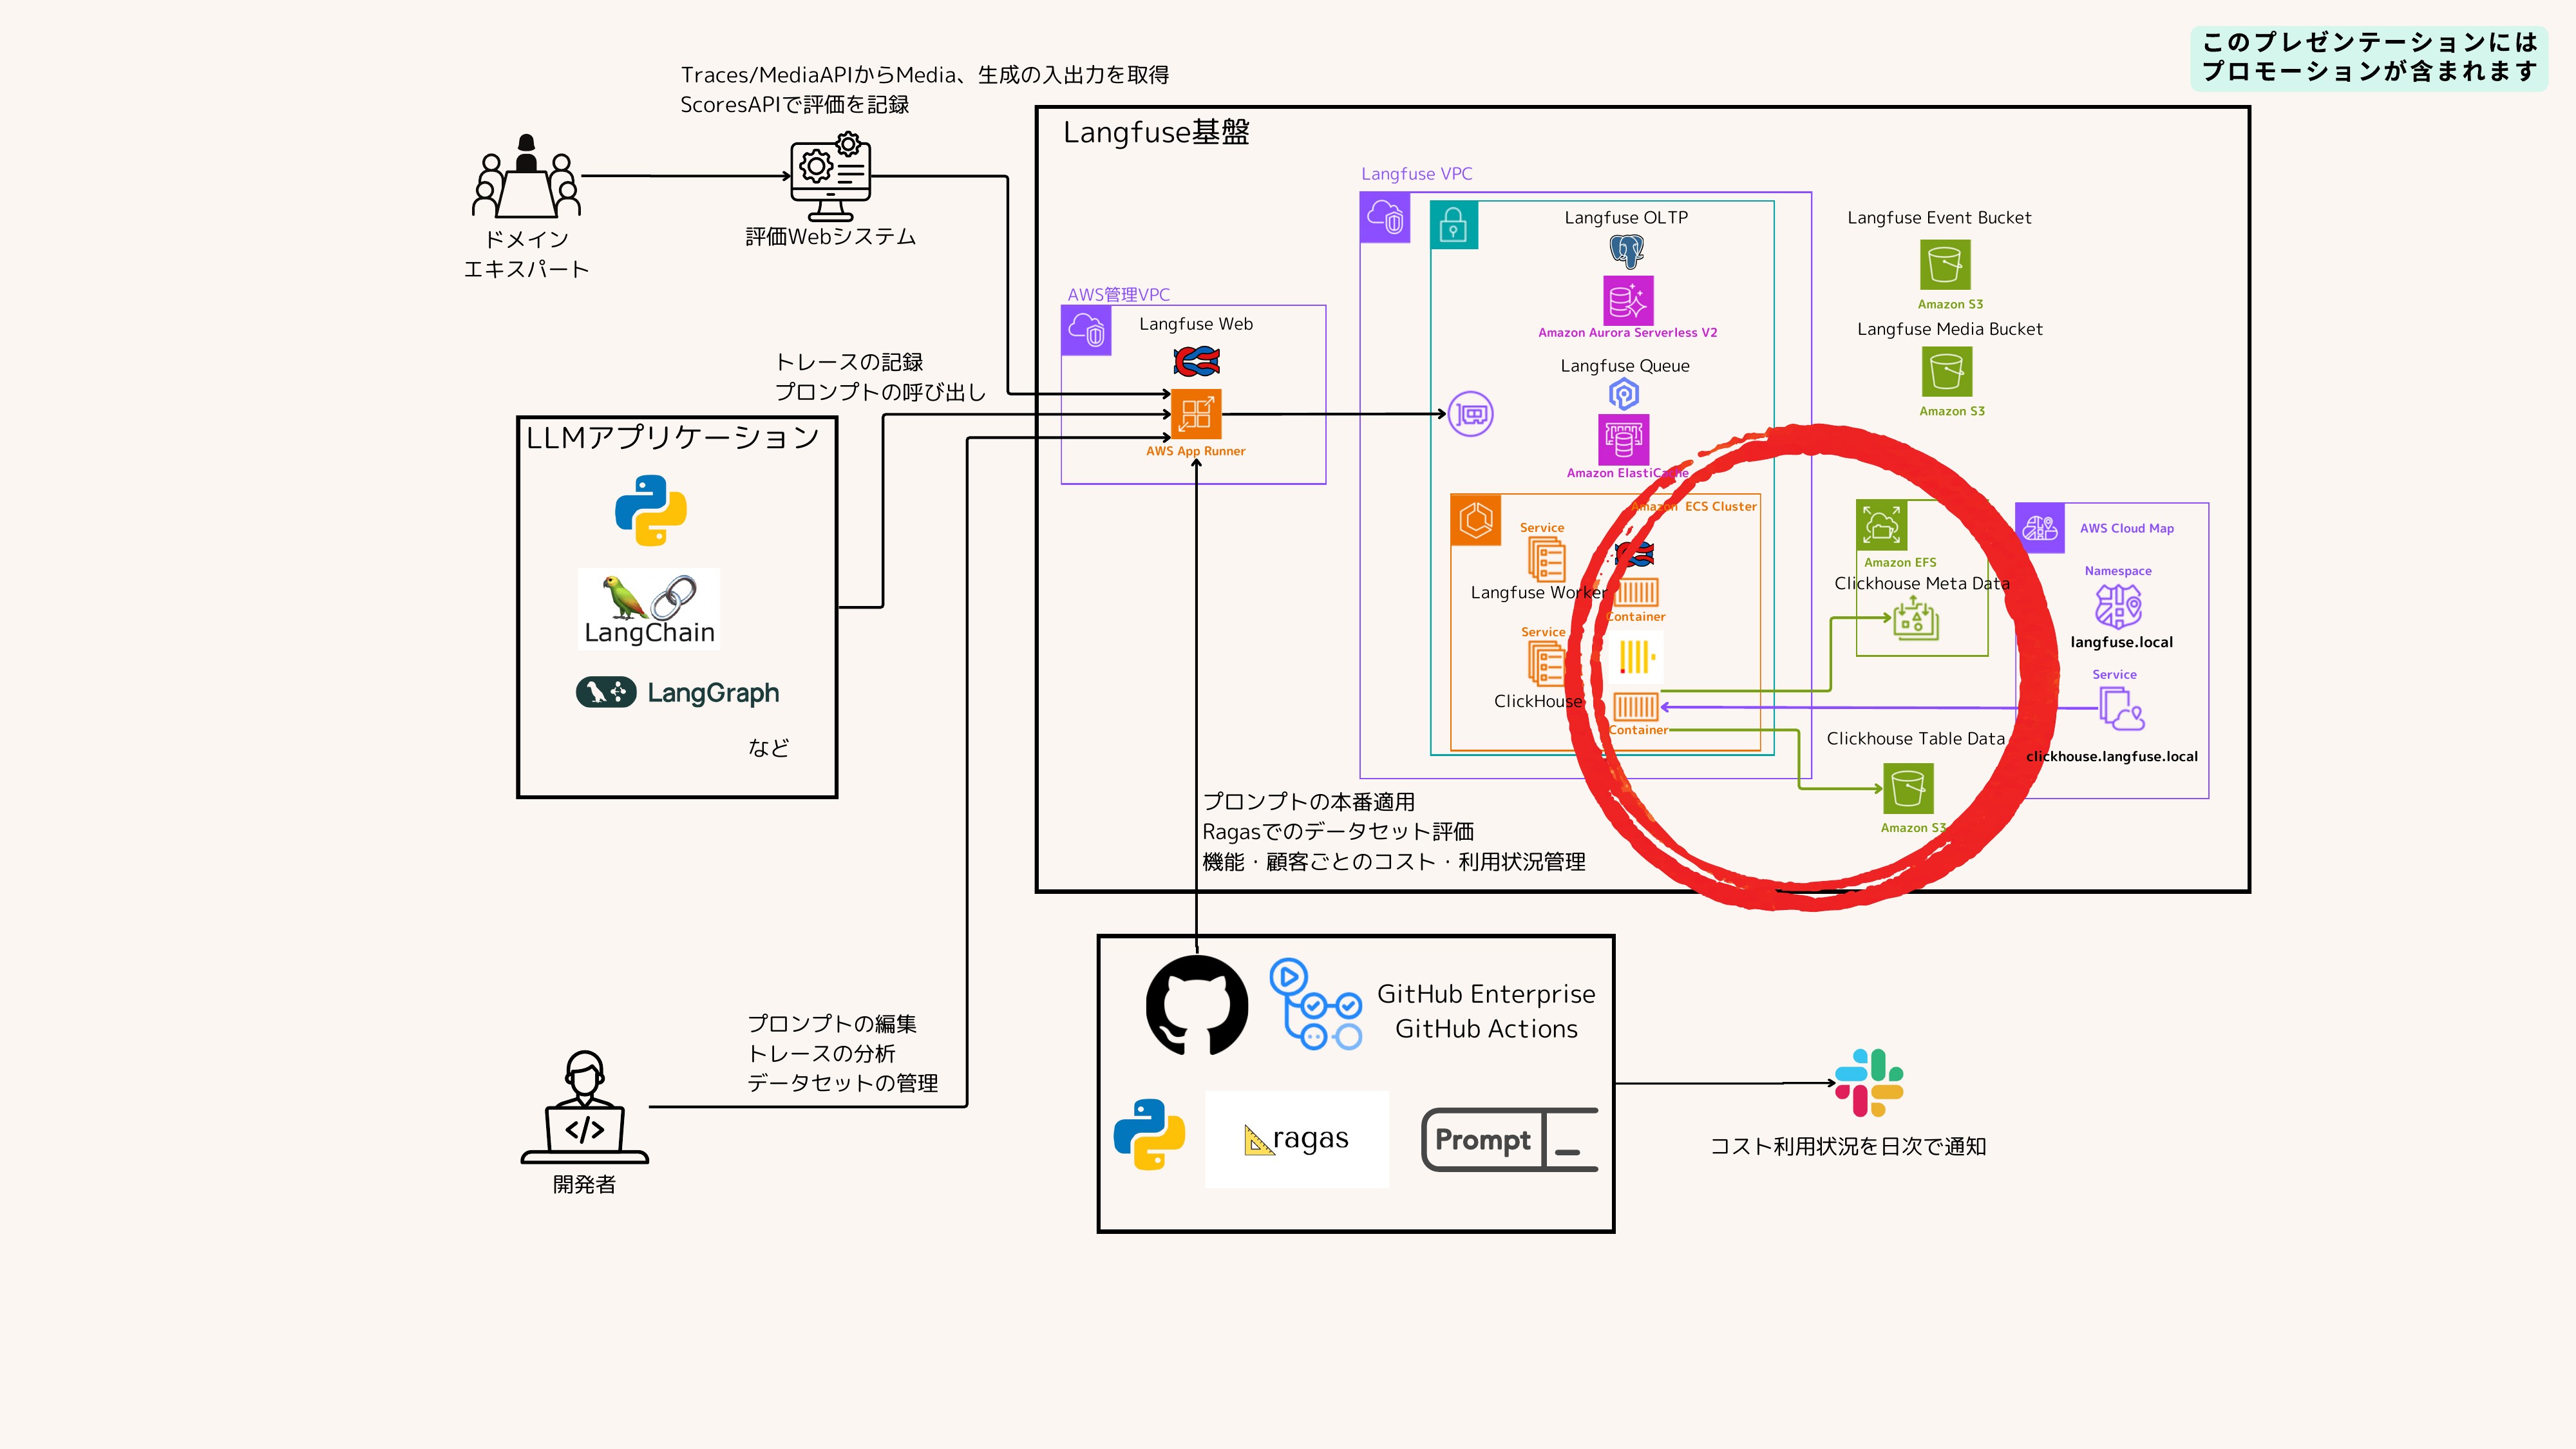 このプレゼンテーションには
プロモーションが含まれます
Traces/MediaAPIからMedia、生成の入出力を取得
ScoresAPIで評価を記録
ドメイン
エキスパート
評価Webシステム
トレースの記録
プロンプトの呼び出し
LLMアプリケーション
LangChain
LangGraph
など
プロンプトの編集
トレースの分析
データセットの管理
開発者
Langfuse基盤
AWS管理VPC
Langfuse Web
AWS App Runner
Langfuse VPC
Langfuse OLTP
Amazon Aurora Serverless V2
Langfuse Queue
Amazon ElastiCache
Amazon ECS Cluster
Service
Langfuse Worker
Container
Service
ClickHouse
Container
Langfuse Event Bucket
Amazon S3
Langfuse Media Bucket
Amazon S3
Amazon EFS
Clickhouse Meta Data
Clickhouse Table Data
Amazon S3
AWS Cloud Map
Namespace
langfuse.local
Service
clickhouse.langfuse.local
プロンプトの本番適用
Ragasでのデータセット評価
機能・顧客ごとのコスト・利用状況管理
GitHub Enterprise
GitHub Actions
ragas
Prompt
コスト利用状況を日次で通知